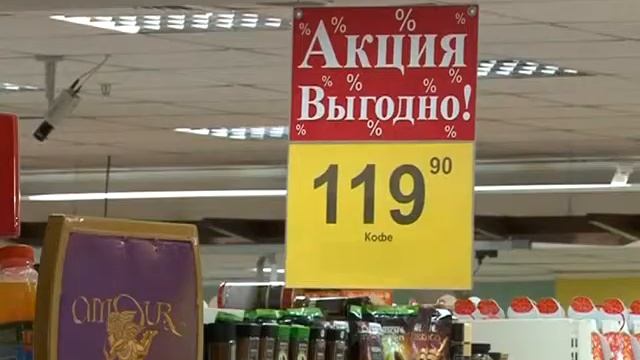 Акция
Выгодно!
119 90
Кофе
amour